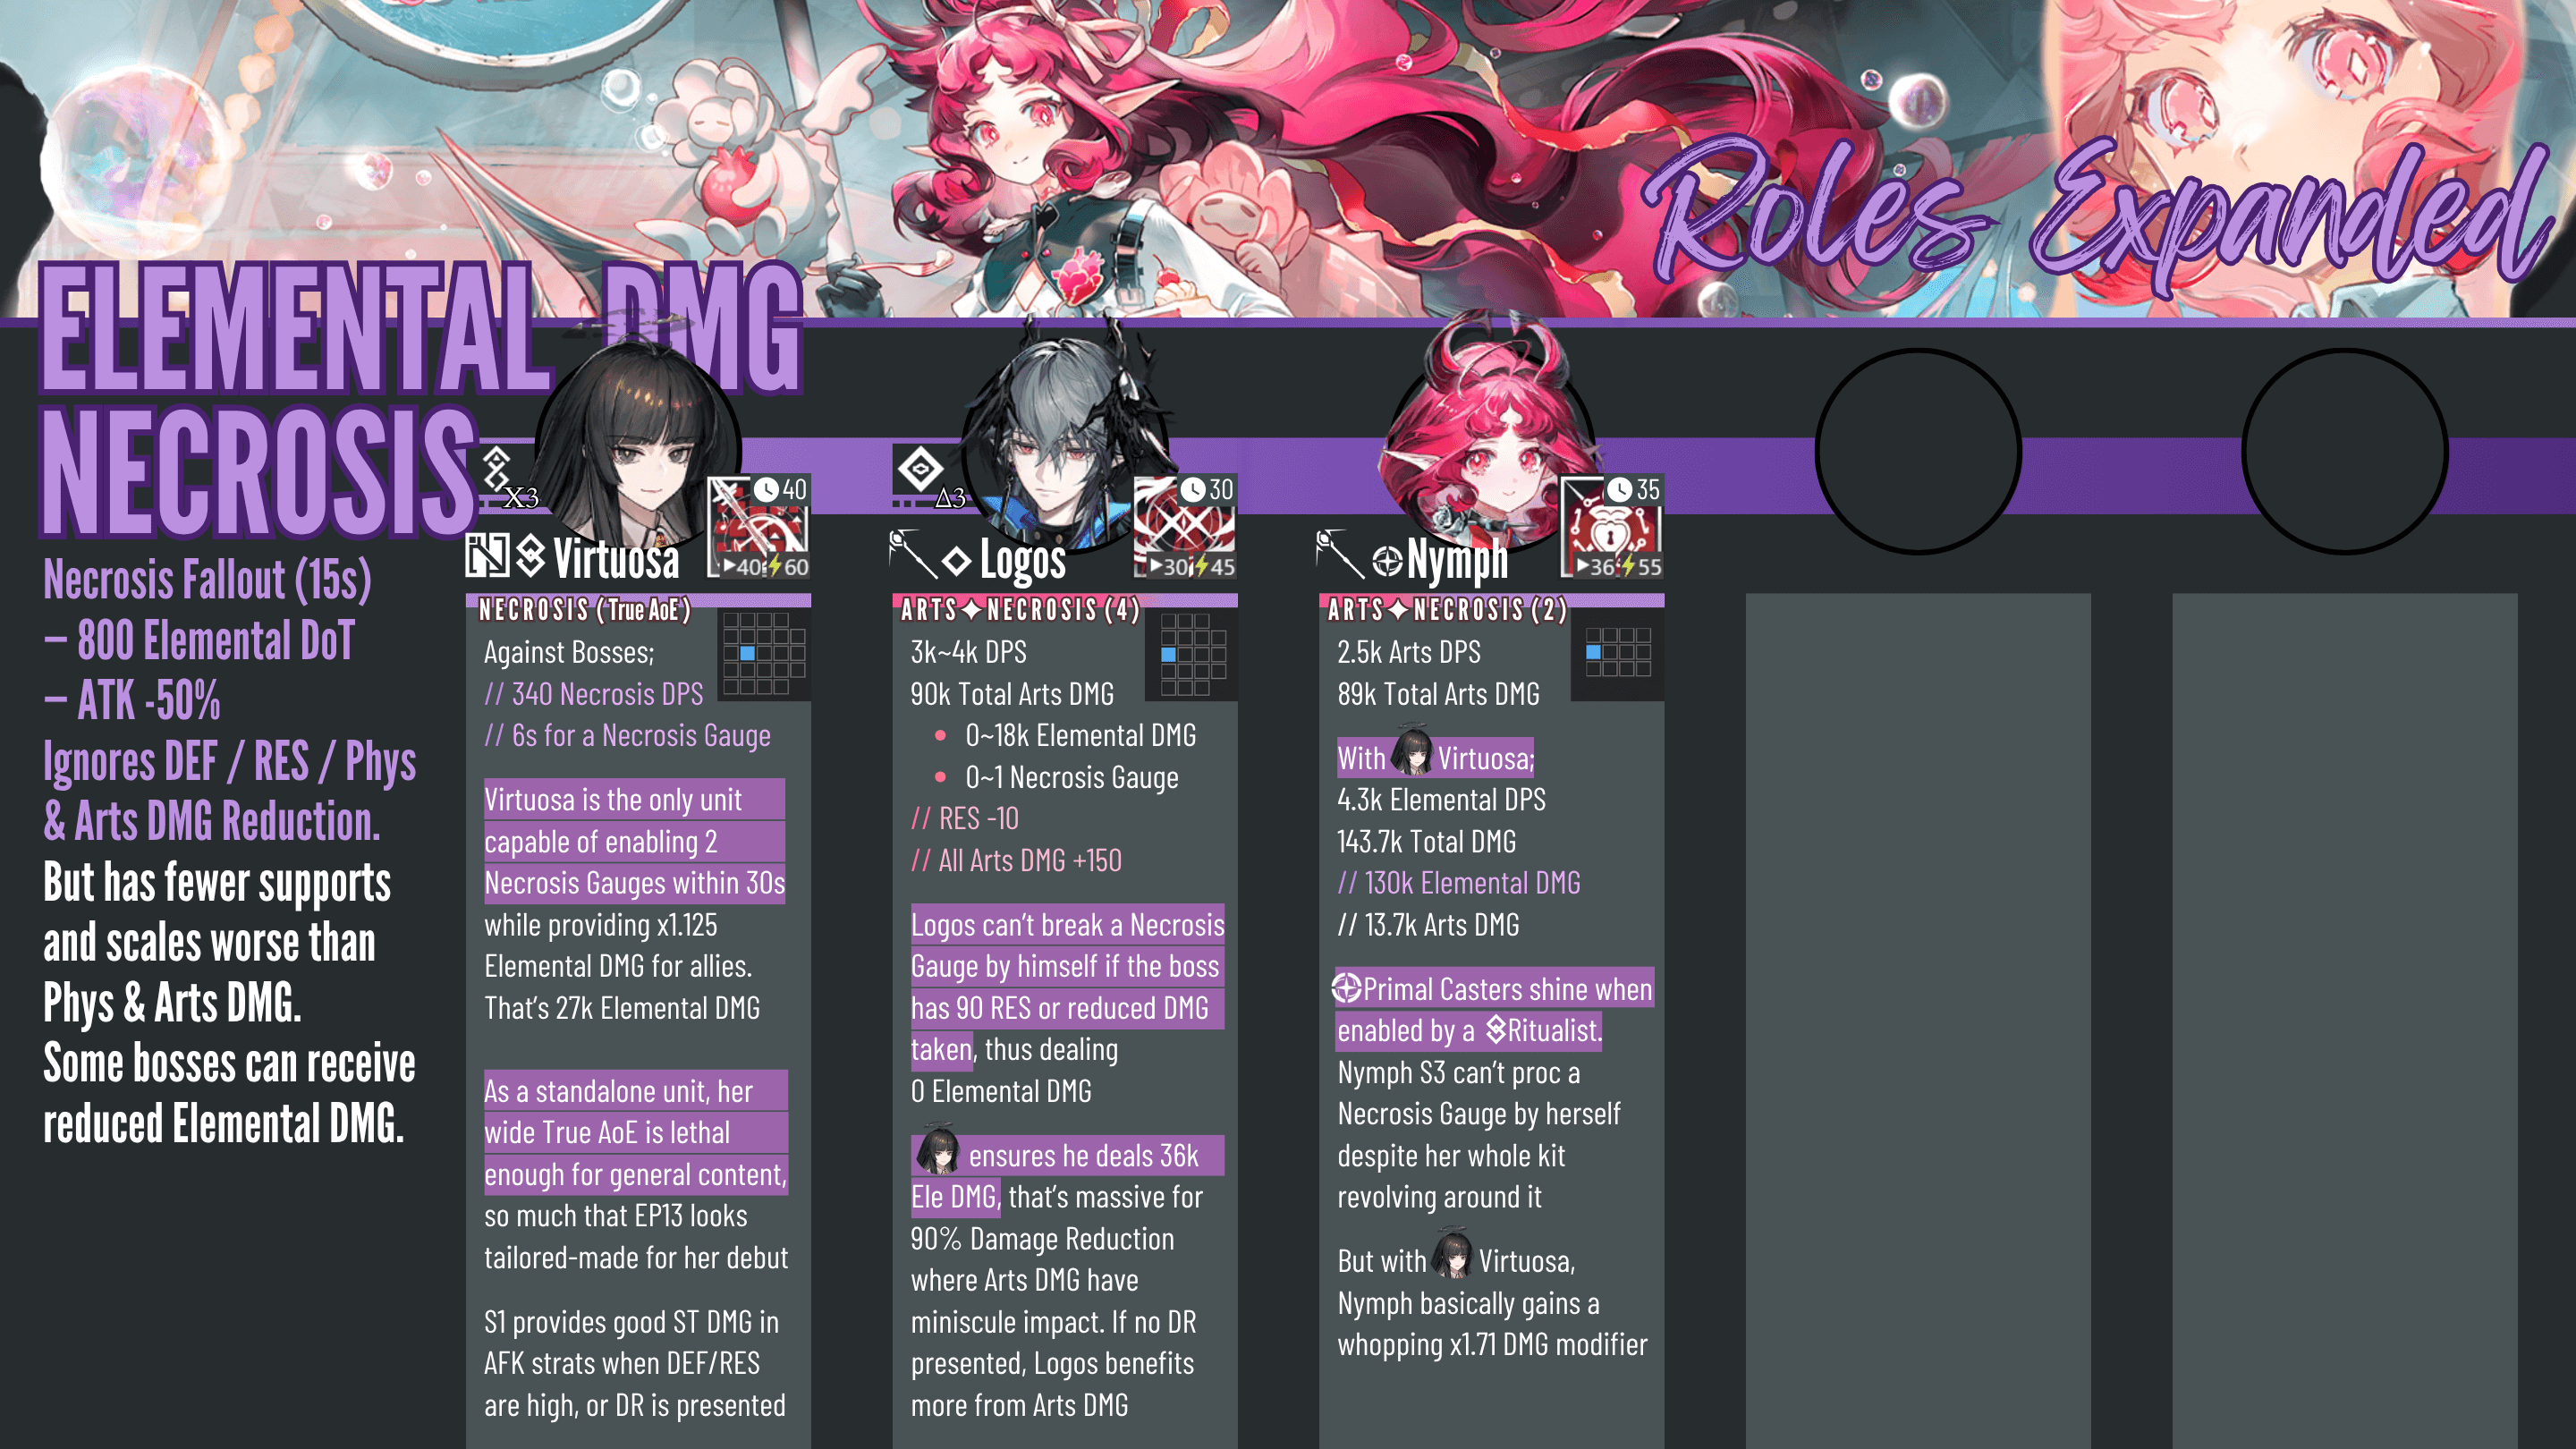 Roles Expanded
ELEMENTAL DMG
NECROSIS
Necrosis Fallout (15s)
– 800 Elemental DoT
– ATK -50%
Ignores DEF / RES / Phys
& Arts DMG Reduction.
But has fewer supports
and scales worse than
Phys & Arts DMG.
Some bosses can receive
reduced Elemental DMG.
X3
40
▶40⚡60
Virtuosa
NECROSIS (True AoE)
Against Bosses;
// 340 Necrosis DPS
// 6s for a Necrosis Gauge
Virtuosa is the only unit
capable of enabling 2
Necrosis Gauges within 30s
while providing x1.125
Elemental DMG for allies.
That's 27k Elemental DMG
As a standalone unit, her
wide True AoE is lethal
enough for general content,
so much that EP13 looks
tailored-made for her debut
S1 provides good ST DMG in
AFK strats when DEF/RES
are high, or DR is presented
Δ3
30
▶30⚡45
Logos
ARTS✦NECROSIS (4)
3k~4k DPS
90k Total Arts DMG
• 0~18k Elemental DMG
• 0~1 Necrosis Gauge
// RES -10
// All Arts DMG +150
Logos can't break a Necrosis
Gauge by himself if the boss
has 90 RES or reduced DMG
taken, thus dealing
0 Elemental DMG
ensures he deals 36k
Ele DMG, that's massive for
90% Damage Reduction
where Arts DMG have
miniscule impact. If no DR
presented, Logos benefits
more from Arts DMG
35
▶36⚡55
Nymph
ARTS✦NECROSIS (2)
2.5k Arts DPS
89k Total Arts DMG
With Virtuosa;
4.3k Elemental DPS
143.7k Total DMG
// 130k Elemental DMG
// 13.7k Arts DMG
Primal Casters shine when
enabled by a Ritualist.
Nymph S3 can't proc a
Necrosis Gauge by herself
despite her whole kit
revolving around it
But with Virtuosa,
Nymph basically gains a
whopping x1.71 DMG modifier